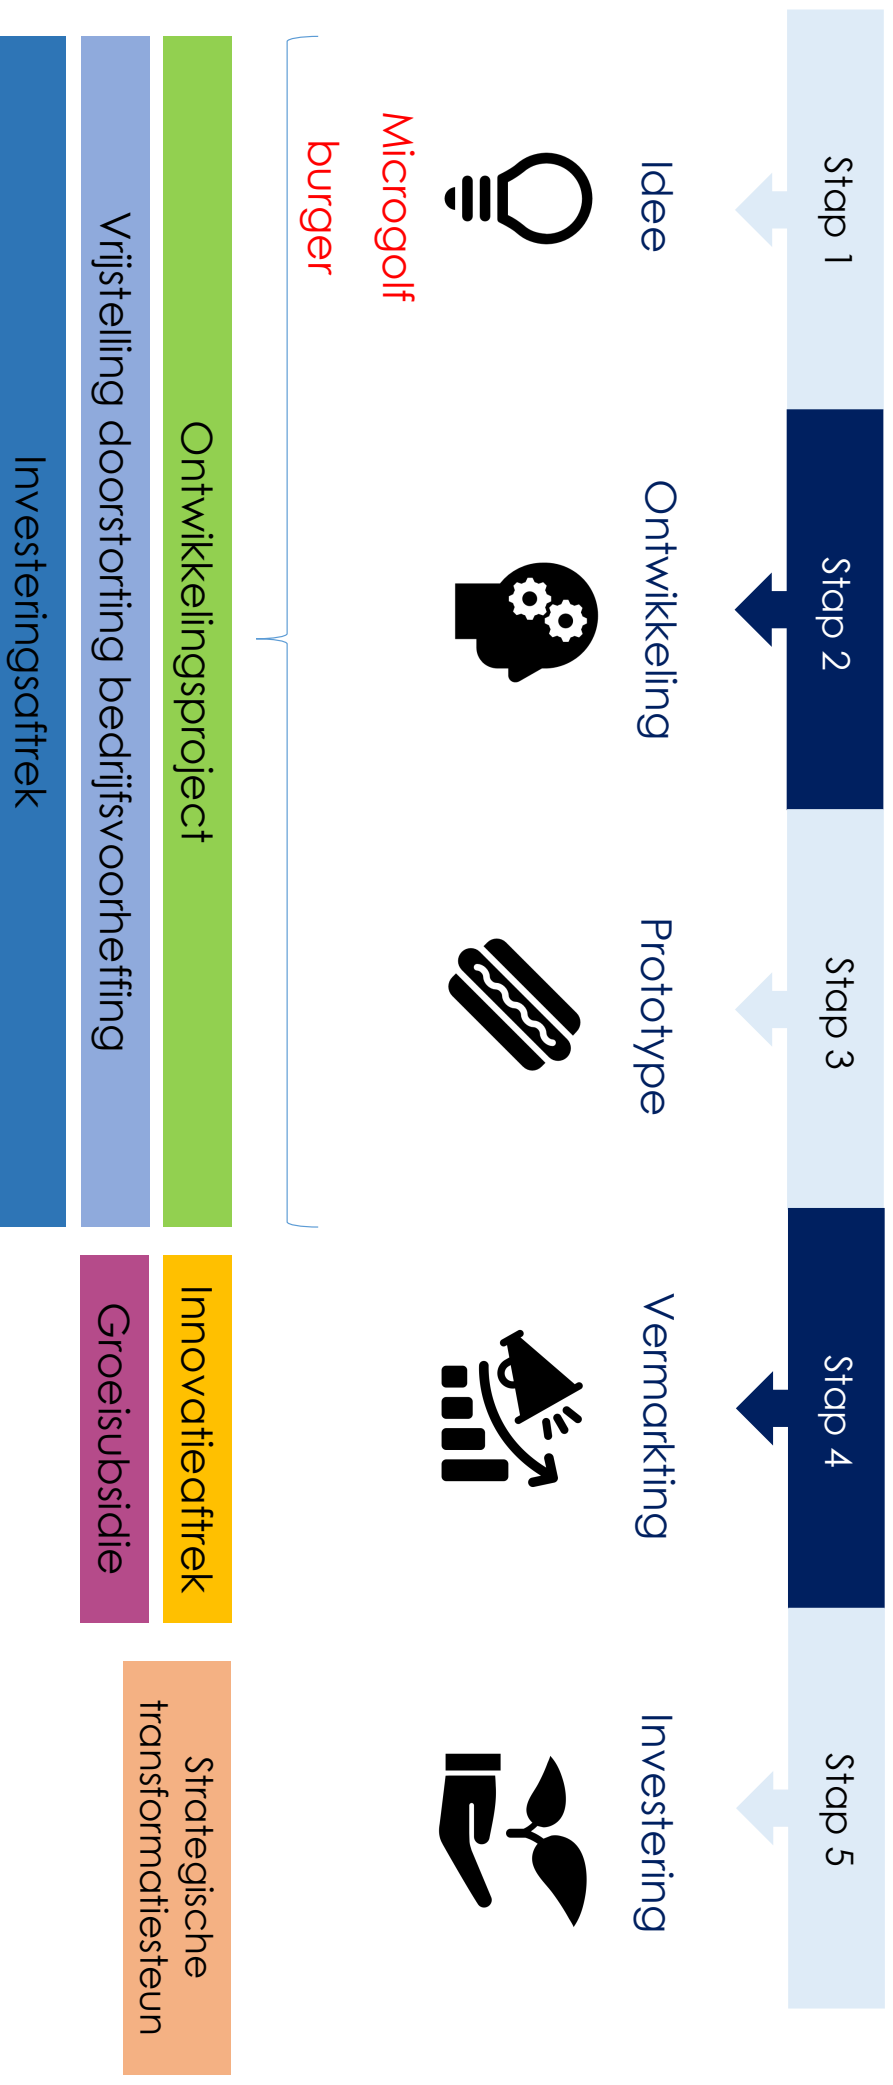 Stap 1
Stap 2
Stap 3
Stap 4
Stap 5
Idee
Ontwikkeling
Prototype
Vermarkting
Investering
Microgolf
burger
Ontwikkelingsproject
Vrijstelling doorstorting bedrijfsvoorheffing
Investeringsaftrek
Innovatieaftrek
Groeisubsidie
Strategische
transformatiesteun